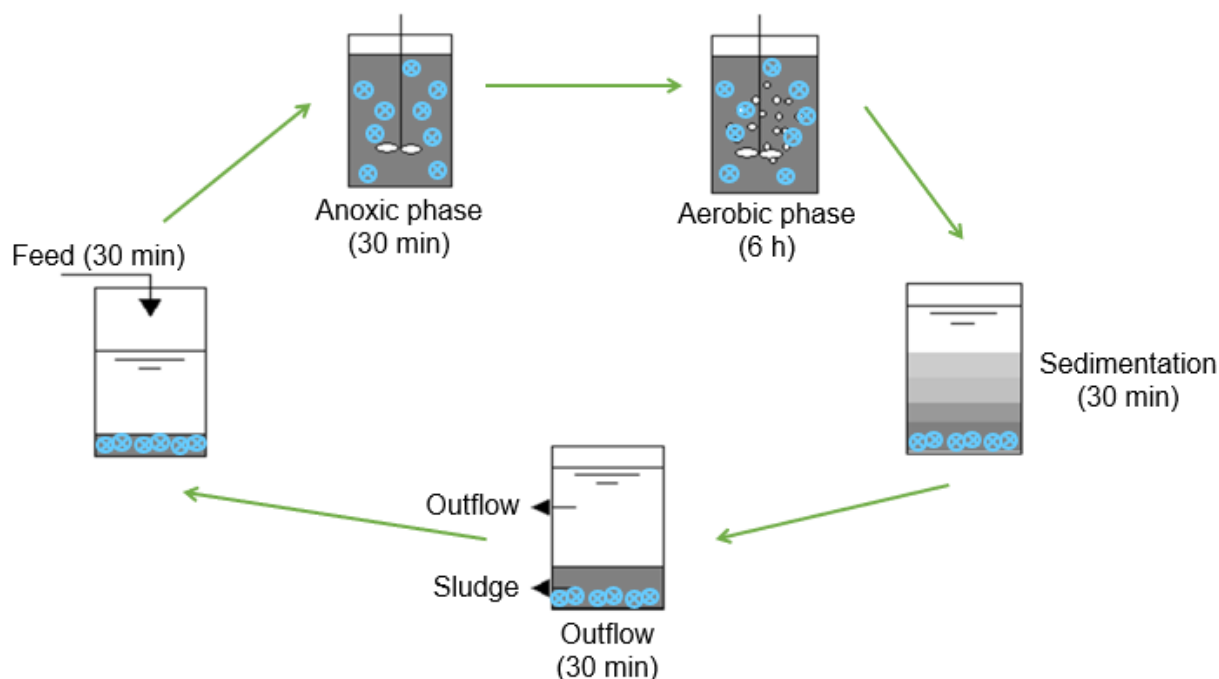 Anoxic phase
(30 min)
Aerobic phase
(6 h)
Feed (30 min)
Sedimentation
(30 min)
Outflow
Sludge
Outflow
(30 min)